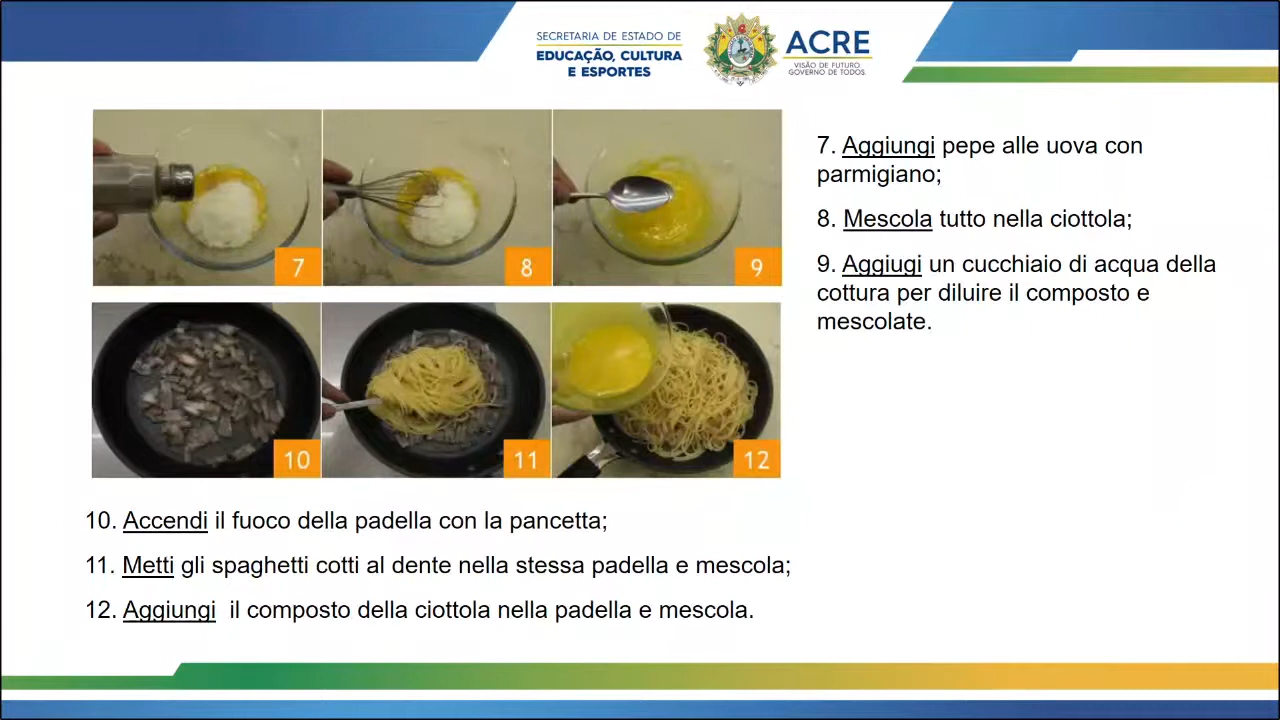 SECRETARIA DE ESTADO DE
EDUCAÇÃO, CULTURA
E ESPORTES
ACRE
VISÃO DE FUTURO
GOVERNO DE TODOS
7
8
9
10
11
12
7. Aggiungi pepe alle uova con
parmigiano;
8. Mescola tutto nella ciottola;
9. Aggiugi un cucchiaio di acqua della
cottura per diluire il composto e
mescolate.
10. Accendi il fuoco della padella con la pancetta;
11. Metti gli spaghetti cotti al dente nella stessa padella e mescola;
12. Aggiungi  il composto della ciottola nella padella e mescola.